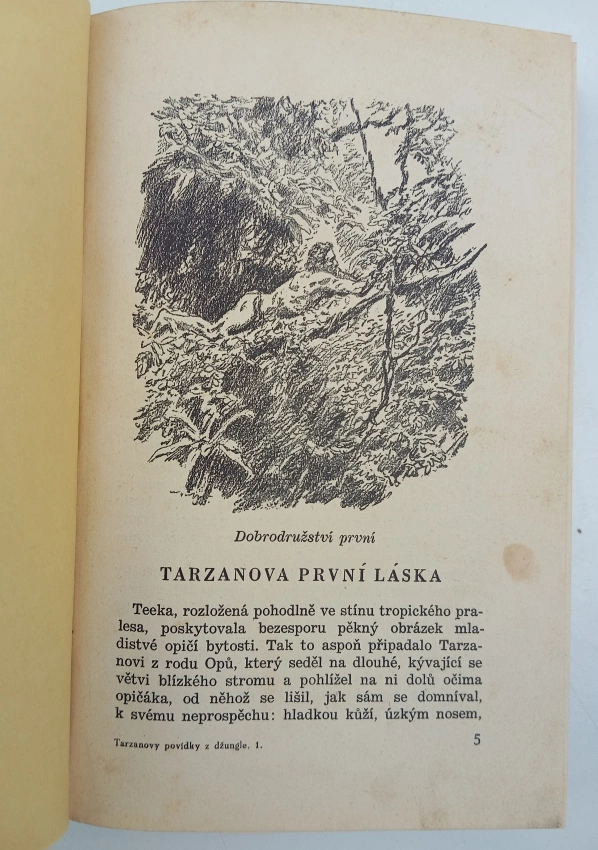 Dobrodružství první
TARZANOVA PRVNÍ LÁSKA
Teeka, rozložená pohodlně ve stínu tropického pra-
lesa, poskytovala bezesporu pěkný obrázek mla-
distvé opičí bytosti. Tak to aspoň připadalo Tarza-
novi z rodu Opů, který seděl na dlouhé, kývající se
větvi blízkého stromu a pohlížel na ni dolů očima
opičáka, od něhož se lišil, jak sám se domníval,
k svému neprospěchu: hladkou kůží, úzkým nosem,
Tarzanovy povídky z džungle. 1.
5